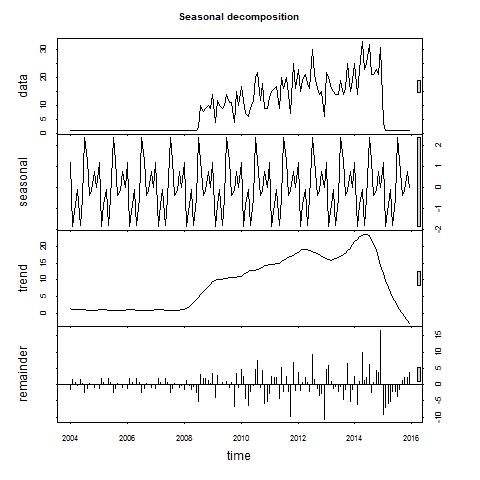 Seasonal decomposition
data
0 5 10 20 30
seasonal
-2 -1 0 1 2
trend
0 5 10 20
remainder
-10 -5 0 5 10 15
2004 2006 2008 2010 2012 2014 2016
time